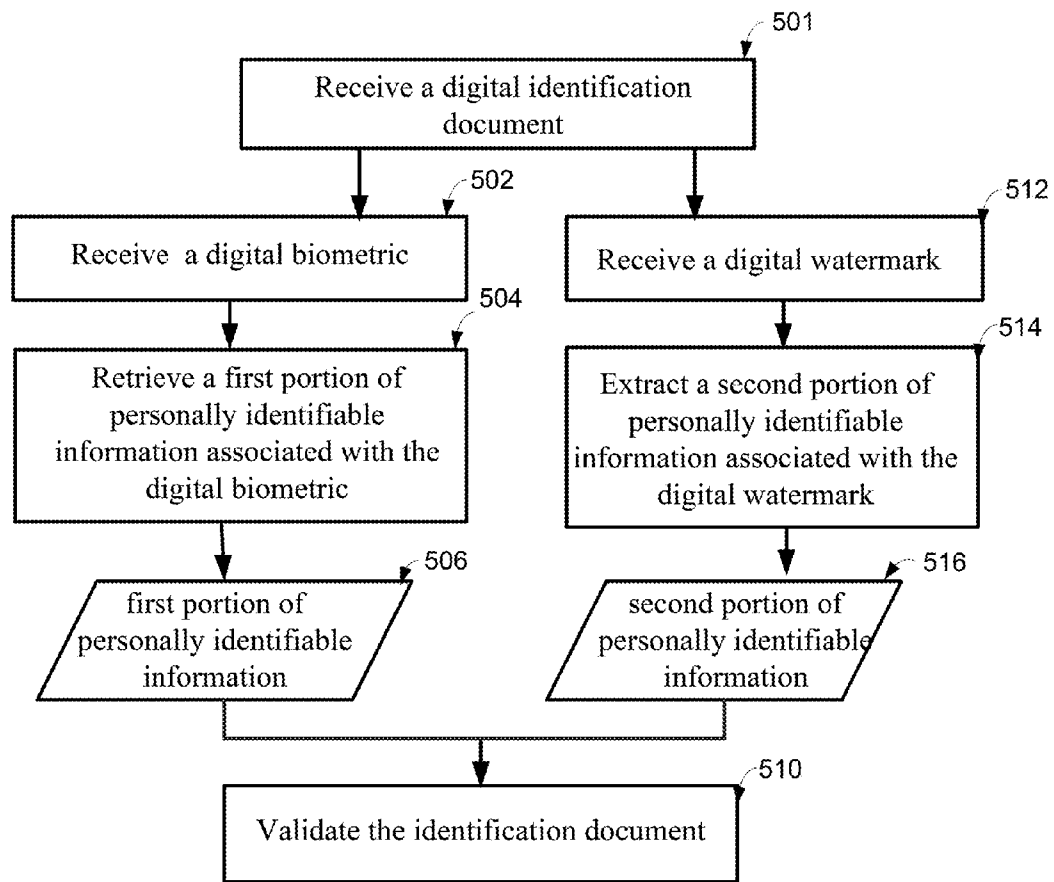 501
Receive a digital identification
document
502
Receive a digital biometric
512
Receive a digital watermark
504
Retrieve a first portion of
personally identifiable
information associated with the
digital biometric
514
Extract a second portion of
personally identifiable
information associated with the
digital watermark
506
first portion of
personally identifiable
information
516
second portion of
personally identifiable
information
510
Validate the identification document